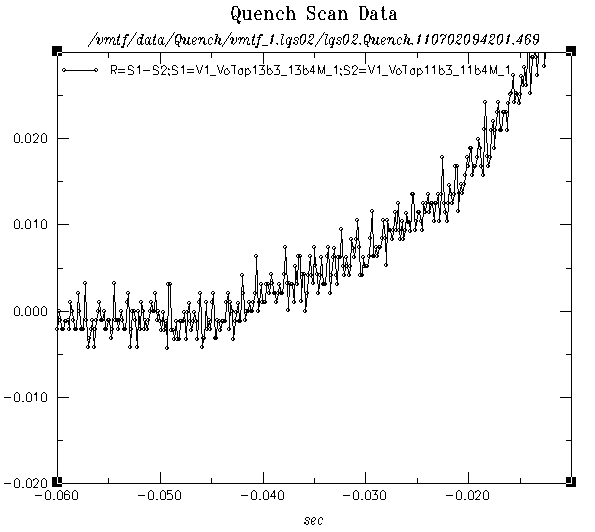 Quench Scan Data
/vmtf/data/Quench/vmtf_1.lqs02/lqs02.Quench.110702094201.469
R=S1-S2;S1=V1_VoTap13b3_13b4M_1;S2=V1_VoTap11b3_11b4M_1
0.020
0.010
0.000
-0.010
-0.020
-0.060 -0.050 -0.040 -0.030 -0.020
sec